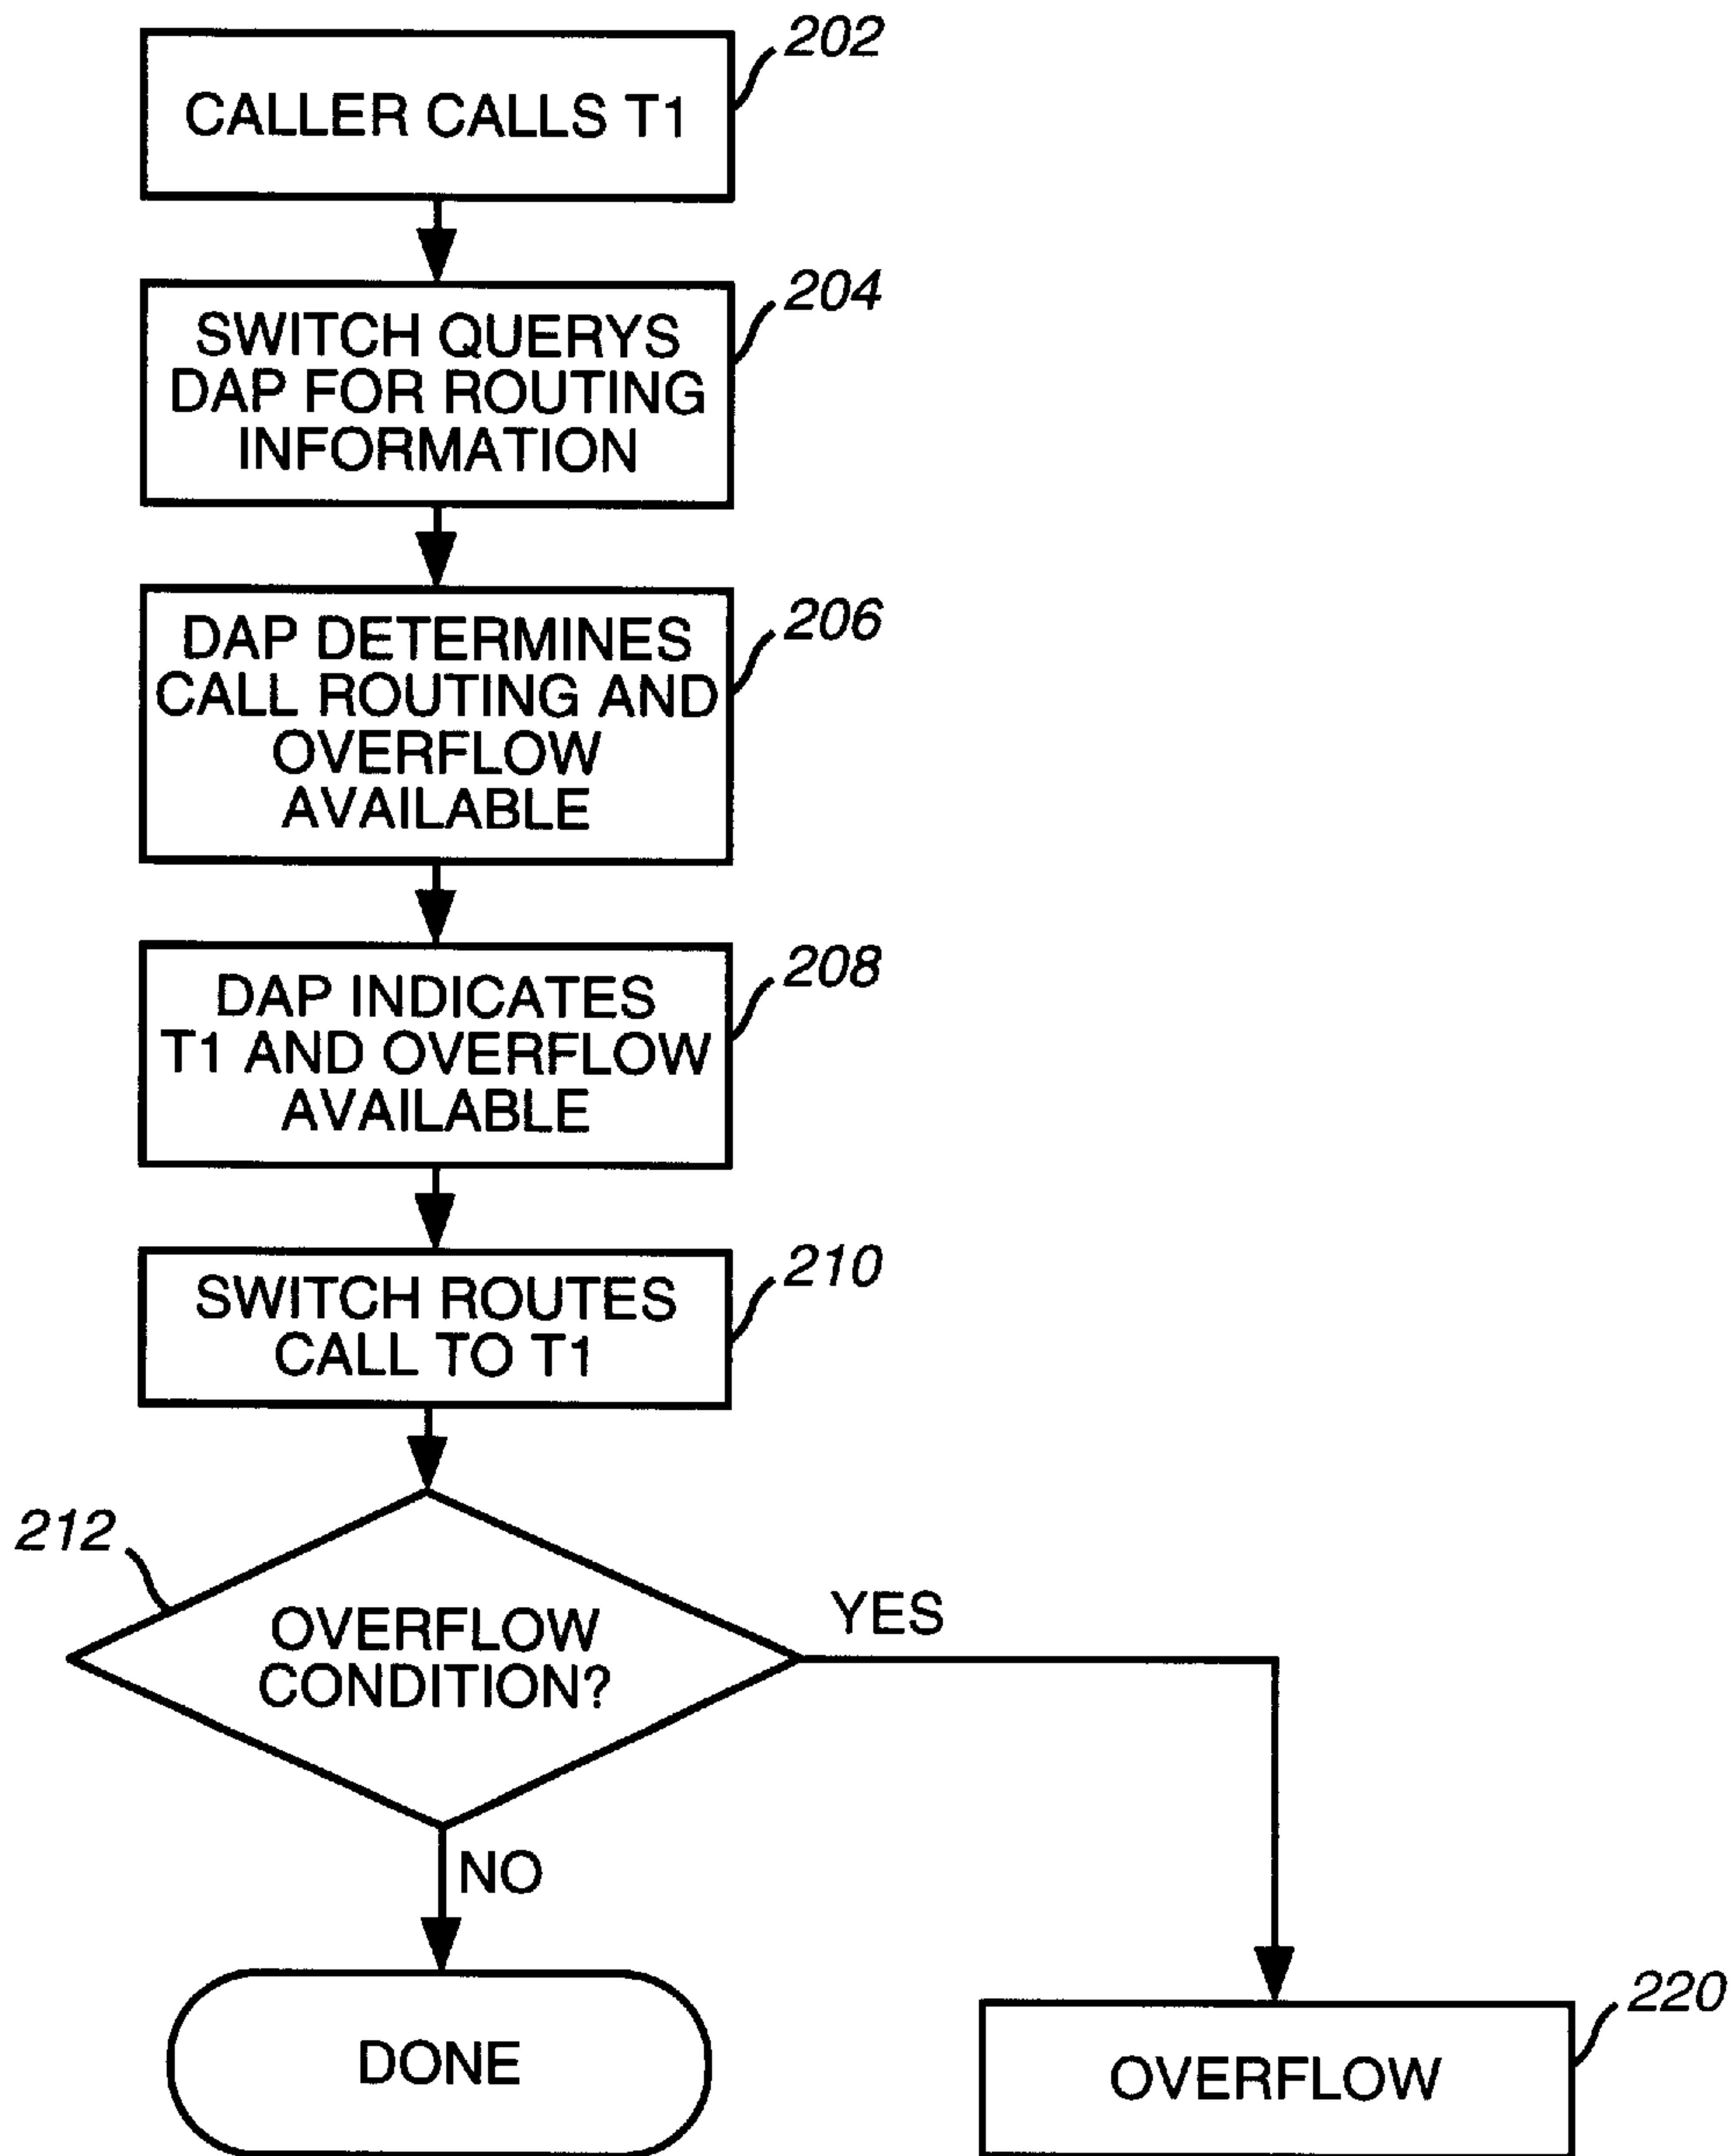 202
CALLER CALLS T1
204
SWITCH QUERYS
DAP FOR ROUTING
INFORMATION
206
DAP DETERMINES
CALL ROUTING AND
OVERFLOW
AVAILABLE
208
DAP INDICATES
T1 AND OVERFLOW
AVAILABLE
210
SWITCH ROUTES
CALL TO T1
212
OVERFLOW
CONDITION?
YES
NO
DONE
220
OVERFLOW